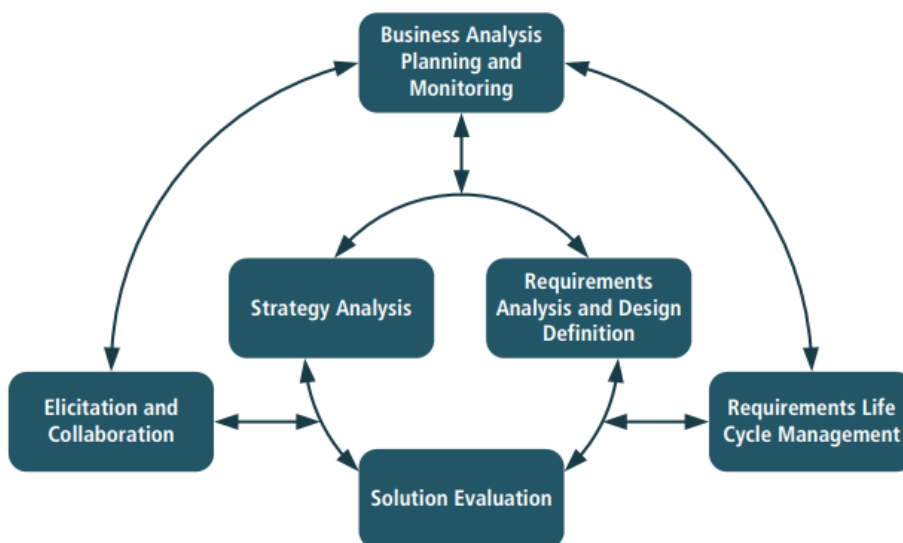 Business Analysis
Planning and
Monitoring
Strategy Analysis
Requirements
Analysis and Design
Definition
Elicitation and
Collaboration
Requirements Life
Cycle Management
Solution Evaluation